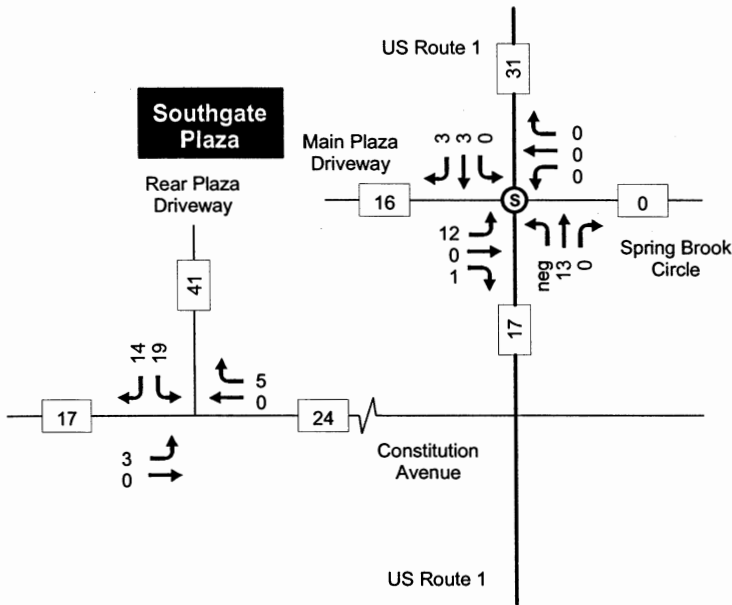 US Route 1
31
Southgate
Plaza
Main Plaza
Driveway
3
3
0
0
0
0
Rear Plaza
Driveway
16
S
0
12
0
1
neg
13
0
Spring Brook
Circle
41
17
14
19
5
0
17
24
3
0
Constitution
Avenue
US Route 1